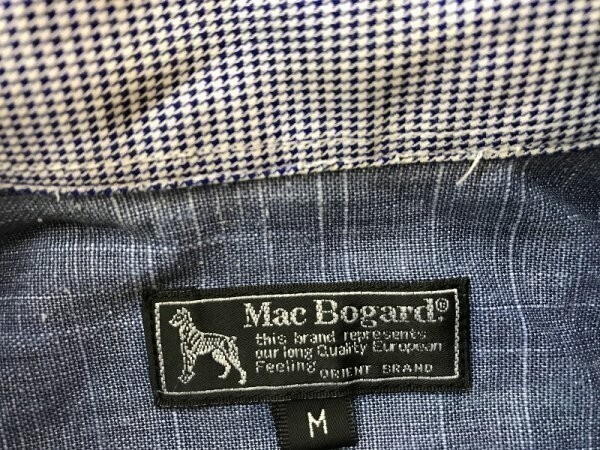 Mac Bogard®
this brand represents
our long Quality European
Feeling ORIENT BRAND
M